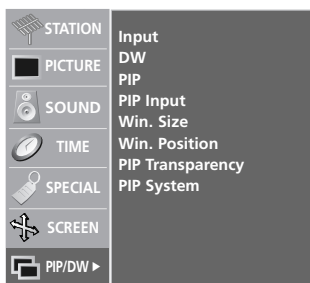 STATION
PICTURE
SOUND
TIME
SPECIAL
SCREEN
PIP/DW ►
Input
DW
PIP
PIP Input
Win. Size
Win. Position
PIP Transparency
PIP System